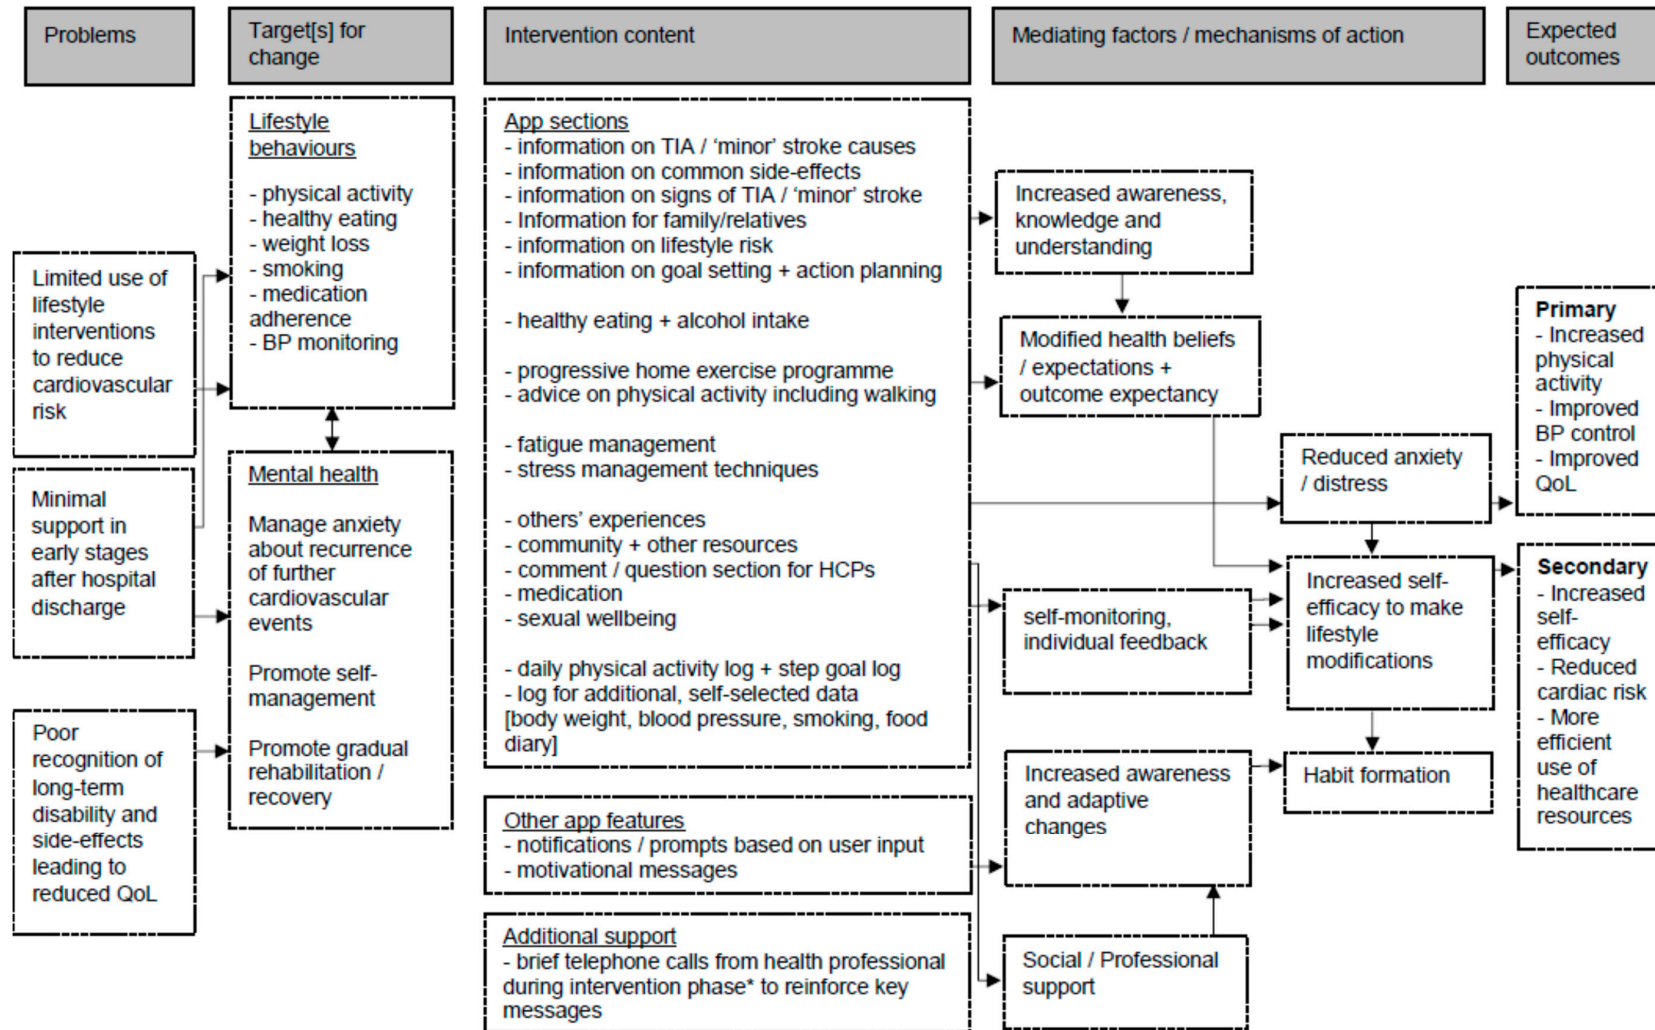 Problems
Target[s] for
change
Intervention content
Mediating factors / mechanisms of action
Expected
outcomes
Limited use of
lifestyle
interventions
to reduce
cardiovascular
risk
Minimal
support in
early stages
after hospital
discharge
Poor
recognition of
long-term
disability and
side-effects
leading to
reduced QoL
Lifestyle
behaviours
- physical activity
- healthy eating
- weight loss
- smoking
- medication
adherence
- BP monitoring
Mental health
Manage anxiety
about recurrence
of further
cardiovascular
events
Promote self-
management
Promote gradual
rehabilitation /
recovery
App sections
- information on TIA / ‘minor’ stroke causes
- information on common side-effects
- information on signs of TIA / ‘minor’ stroke
- Information for family/relatives
- information on lifestyle risk
- information on goal setting + action planning
- healthy eating + alcohol intake
- progressive home exercise programme
- advice on physical activity including walking
- fatigue management
- stress management techniques
- others’ experiences
- community + other resources
- comment / question section for HCPs
- medication
- sexual wellbeing
- daily physical activity log + step goal log
- log for additional, self-selected data
[body weight, blood pressure, smoking, food
diary]
Other app features
- notifications / prompts based on user input
- motivational messages
Additional support
- brief telephone calls from health professional
during intervention phase* to reinforce key
messages
Increased awareness,
knowledge and
understanding
Modified health beliefs
/ expectations +
outcome expectancy
self-monitoring,
individual feedback
Increased awareness
and adaptive
changes
Social / Professional
support
Reduced anxiety
/ distress
Increased self-
efficacy to make
lifestyle
modifications
Habit formation
Primary
- Increased
physical
activity
- Improved
BP control
- Improved
QoL
Secondary
- Increased
self-
efficacy
- Reduced
cardiac risk
- More
efficient
use of
healthcare
resources